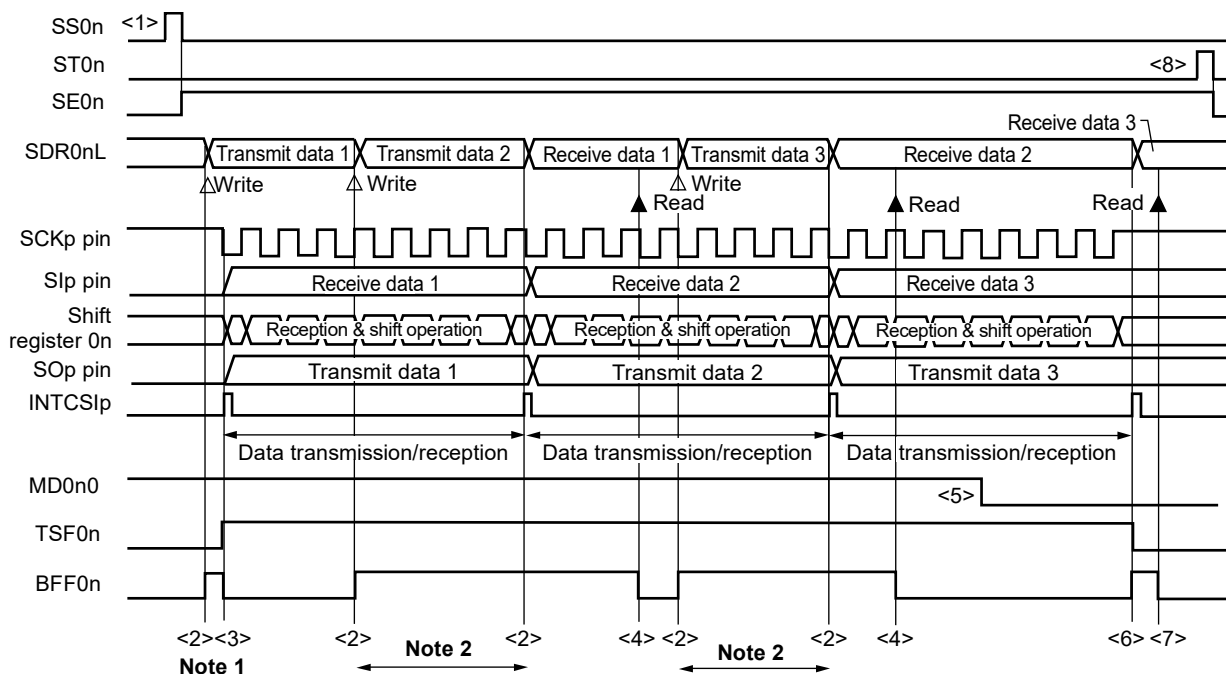 SS0n <1>
ST0n <8>
SE0n
Receive data 3
SDR0nL Transmit data 1 Transmit data 2 Receive data 1 Transmit data 3 Receive data 2
Write Write Write
Read Read Read
SCKp pin
SIp pin Receive data 1 Receive data 2 Receive data 3
Shift
register 0n Reception & shift operation Reception & shift operation Reception & shift operation
SOp pin Transmit data 1 Transmit data 2 Transmit data 3
INTCSIp
Data transmission/reception Data transmission/reception Data transmission/reception
MD0n0 <5>
TSF0n
BFF0n
<2> <3> <2> <2> <4> <2> <2> <4> <6> <7>
Note 1 Note 2 Note 2